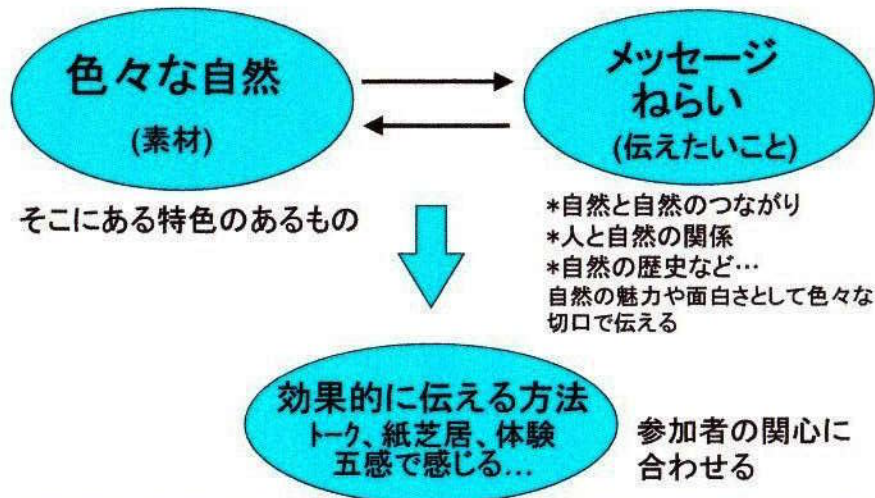 色々な自然
(素材)
そこにある特色のあるもの
メッセージ
ねらい
(伝えたいこと)
*自然と自然のつながり
*人と自然の関係
*自然の歴史など…
自然の魅力や面白さとして色々な
切口で伝える
効果的に伝える方法
トーク、紙芝居、体験
五感で感じる…
参加者の関心に
合わせる